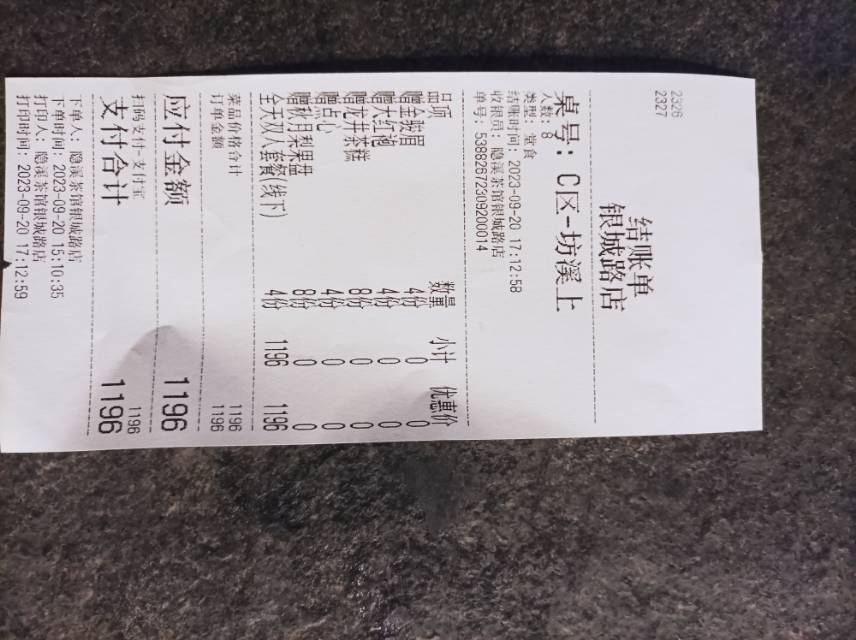 2326
2327
结账单
银城路店
桌号: C区-坊溪上
人数: 8
类型: 堂食
结账时间: 2023-09-20 17:12:58
收银员: 隐溪茶馆银城路店
单号: 53882672309200014
品项 数量 小计 优惠价
赠金骏眉 4份 0 0
赠大红袍 4份 0 0
赠龙井茶糕 8份 0 0
赠点心 4份 0 0
赠秋月梨果盘 8份 0 0
全天双人套餐(线下) 4份 1196 1196
菜品价格合计 1196
订单金额 1196
应付金额 1196
扫码支付-支付宝 1196
支付合计 1196
下单人: 隐溪茶馆银城路店
下单时间: 2023-09-20 15:10:35
打印人: 隐溪茶馆银城路店
打印时间: 2023-09-20 17:12:59